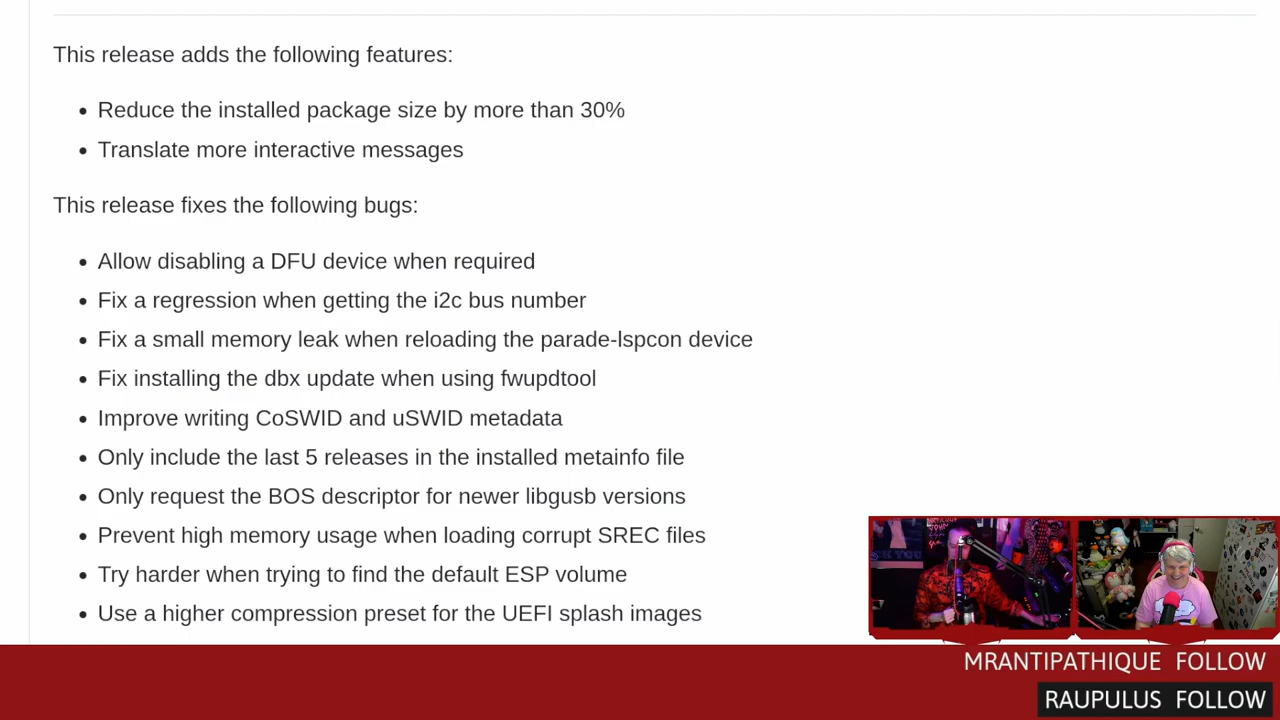 This release adds the following features:
Reduce the installed package size by more than 30%
Translate more interactive messages
This release fixes the following bugs:
Allow disabling a DFU device when required
Fix a regression when getting the i2c bus number
Fix a small memory leak when reloading the parade-lspcon device
Fix installing the dbx update when using fwupdtool
Improve writing CoSWID and uSWID metadata
Only include the last 5 releases in the installed metainfo file
Only request the BOS descriptor for newer libgusb versions
Prevent high memory usage when loading corrupt SREC files
Try harder when trying to find the default ESP volume
Use a higher compression preset for the UEFI splash images
MRANTIPATHIQUE FOLLOW
RAUPULUS FOLLOW